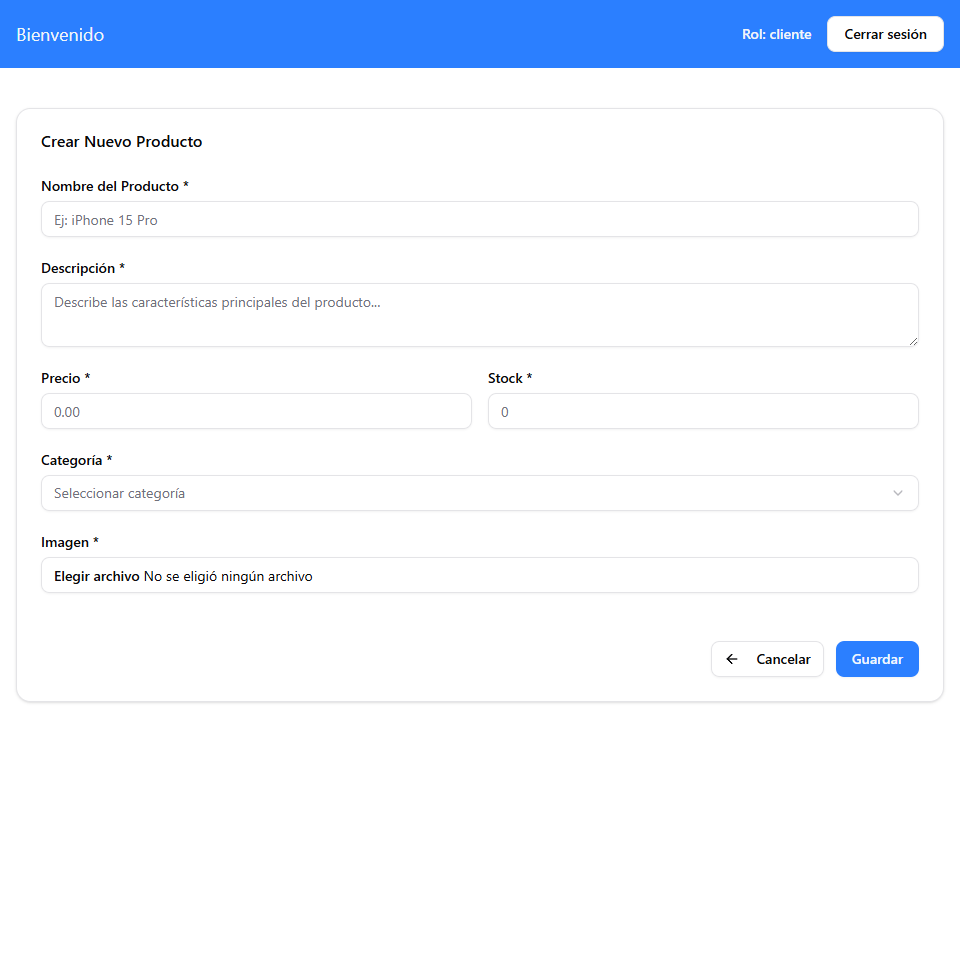 Bienvenido
Rol: cliente
Cerrar sesión
Crear Nuevo Producto
Nombre del Producto *
Ej: iPhone 15 Pro
Descripción *
Describe las características principales del producto...
Precio *
Stock *
0.00
0
Categoría *
Seleccionar categoría
Imagen *
Elegir archivo No se eligió ningún archivo
Cancelar
Guardar